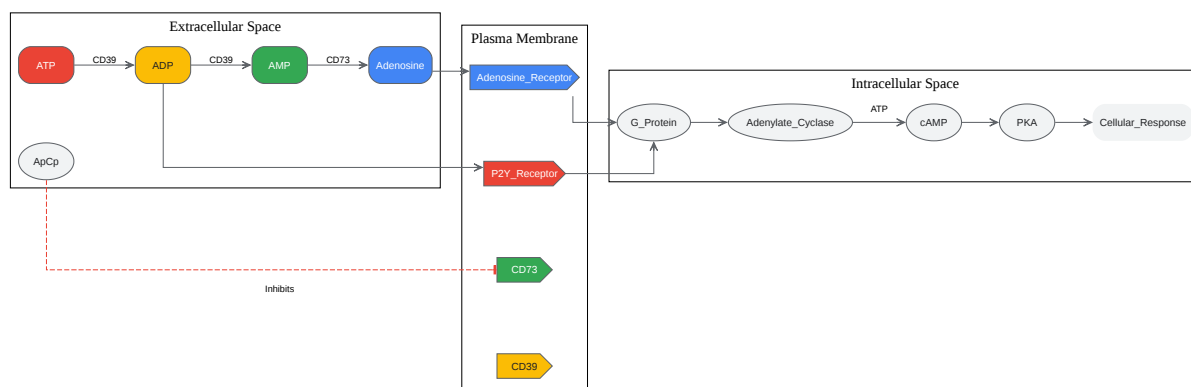 Extracellular Space
ATP
CD39
ADP
CD39
AMP
CD73
Adenosine
ApCp
Inhibits
Plasma Membrane
Adenosine_Receptor
P2Y_Receptor
CD73
CD39
Intracellular Space
G_Protein
Adenylate_Cyclase
ATP
cAMP
PKA
Cellular_Response